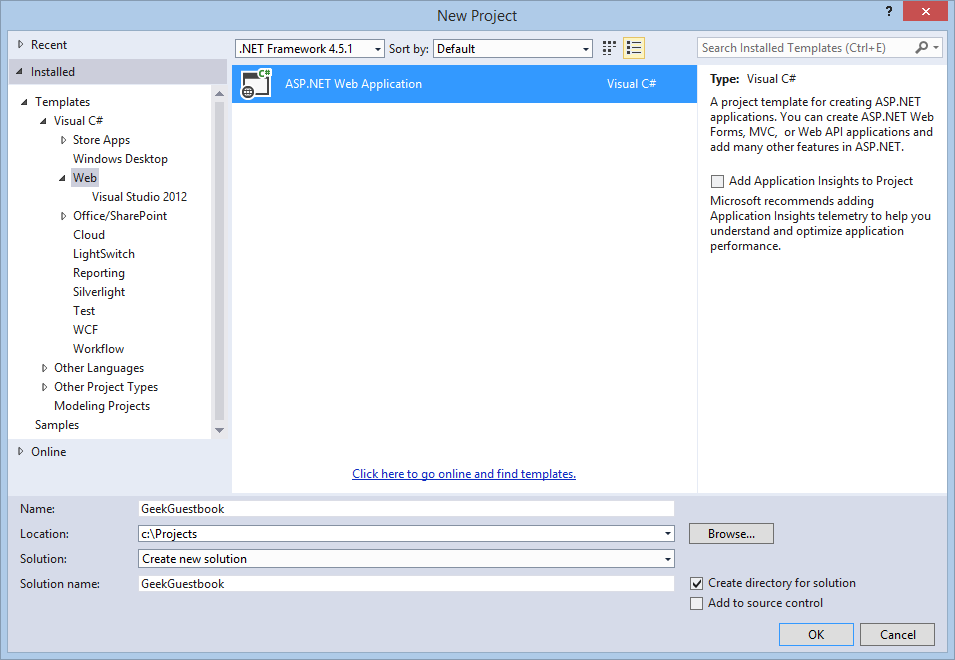 New Project
?
Recent
Installed
Templates
Visual C#
Store Apps
Windows Desktop
Web
Visual Studio 2012
Office/SharePoint
Cloud
LightSwitch
Reporting
Silverlight
Test
WCF
Workflow
Other Languages
Other Project Types
Modeling Projects
Samples
Online
.NET Framework 4.5.1
Sort by: Default
C#
ASP.NET Web Application Visual C#
Click here to go online and find templates.
Search Installed Templates (Ctrl+E)
Type: Visual C#
A project template for creating ASP.NET
applications. You can create ASP.NET Web
Forms, MVC, or Web API applications and
add many other features in ASP.NET.
Add Application Insights to Project
Microsoft recommends adding
Application Insights telemetry to help you
understand and optimize application
performance.
Name: GeekGuestbook
Location: c:\Projects
Browse...
Solution: Create new solution
Solution name: GeekGuestbook
Create directory for solution
Add to source control
OK
Cancel